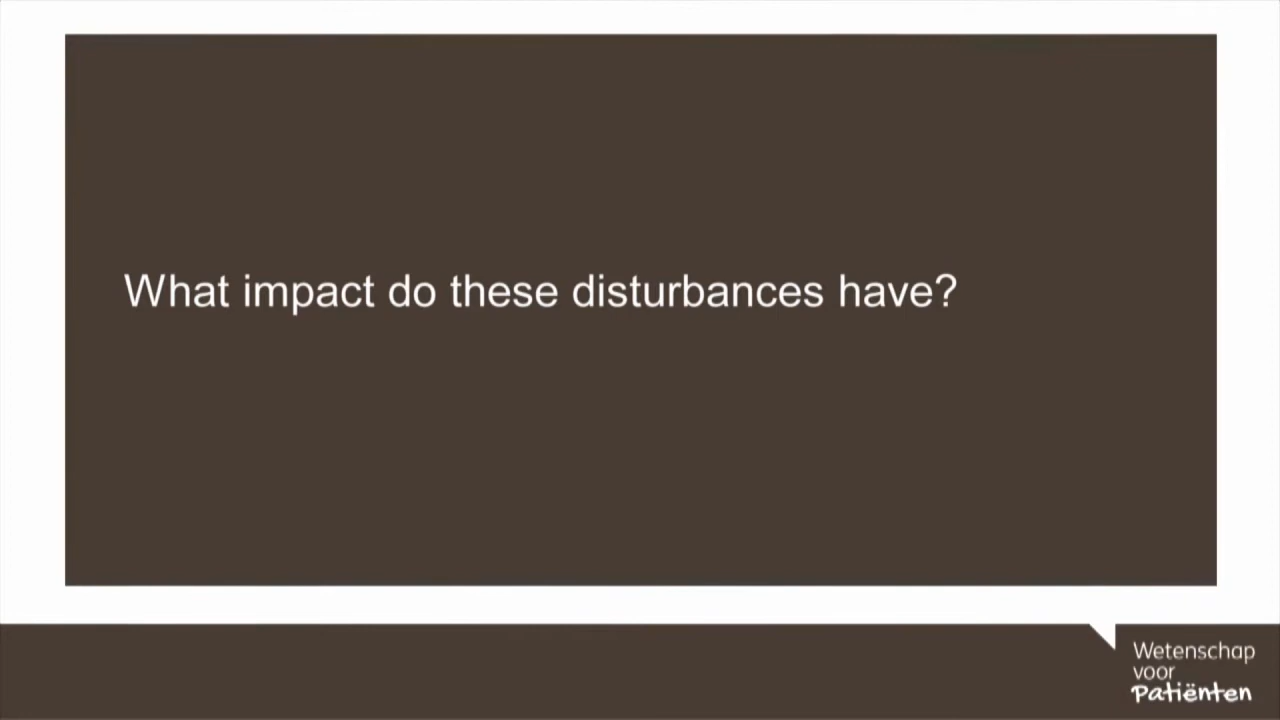 What impact do these disturbances have?
Wetenschap
voor
Patiënten